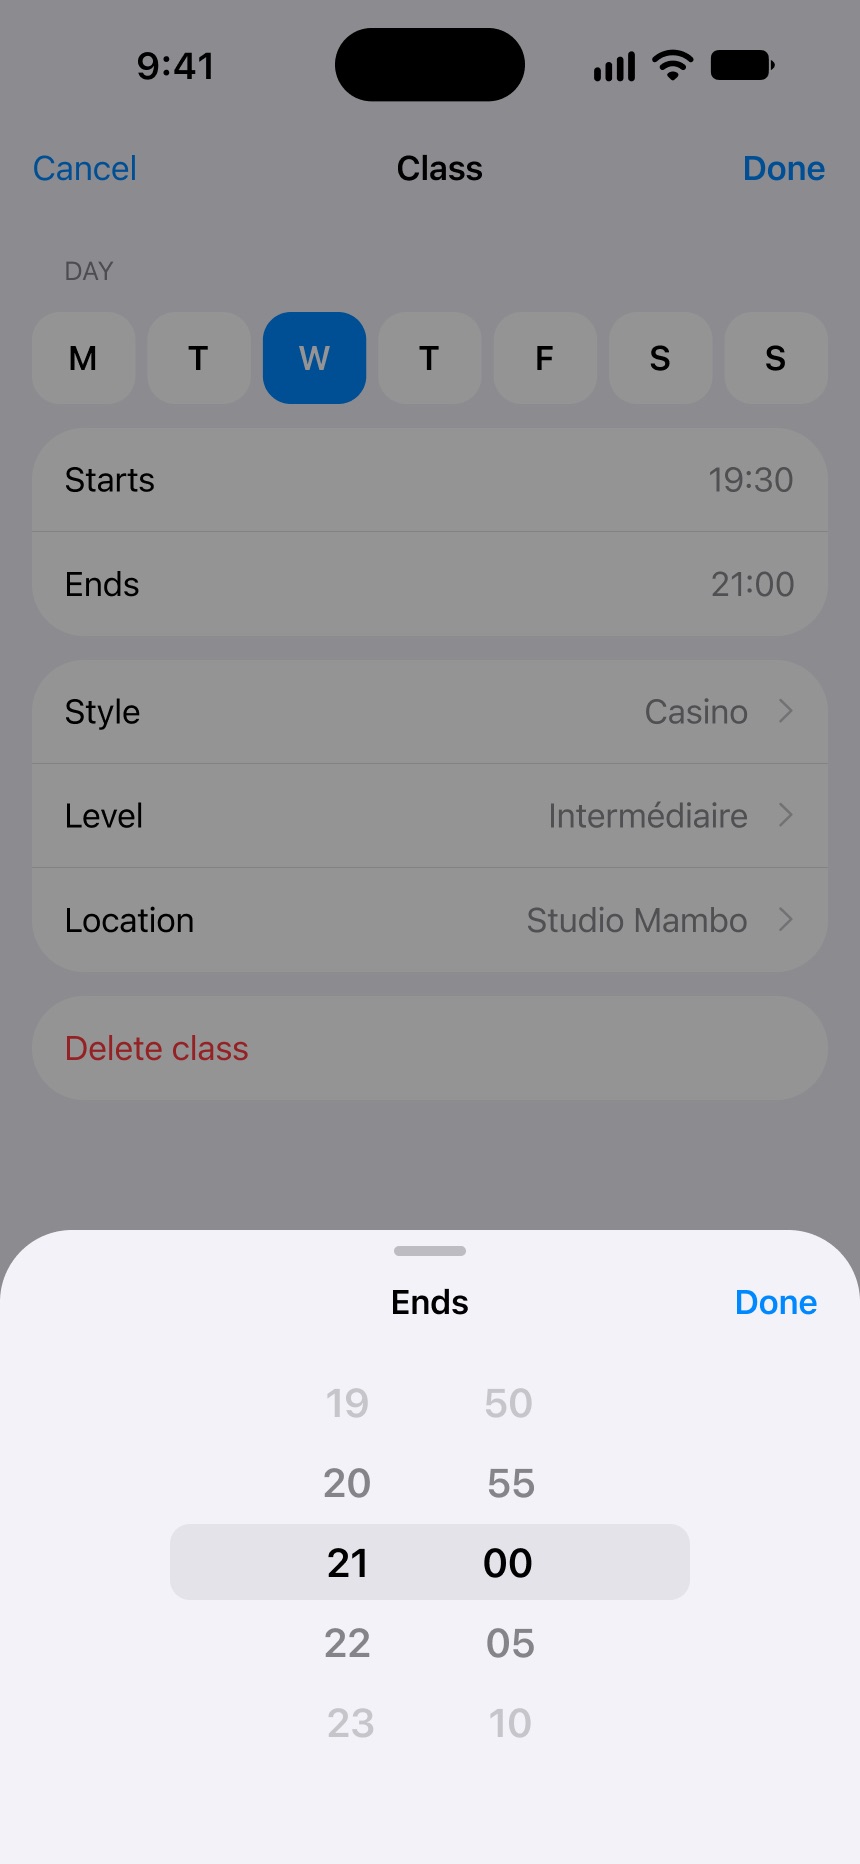 9:41
Cancel Class Done
DAY
M T W T F S S
Starts 19:30
Ends 21:00
Style Casino
Level Intermédiaire
Location Studio Mambo
Delete class
Ends Done
19 50
20 55
21 00
22 05
23 10